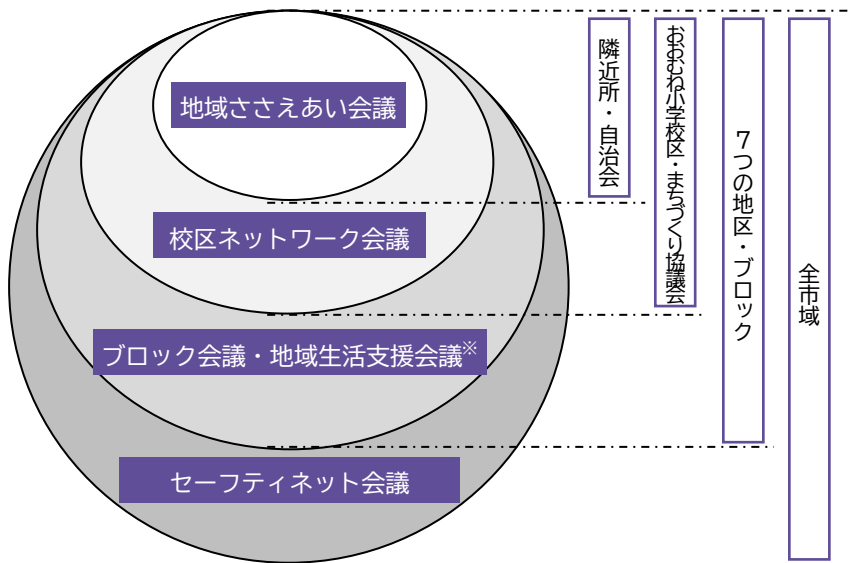 地域ささえあい会議
校区ネットワーク会議
ブロック会議・地域生活支援会議※
セーフティネット会議
隣近所・自治会
おおむね小学校区・まちづくり協議会
７つの地区・ブロック
全市域